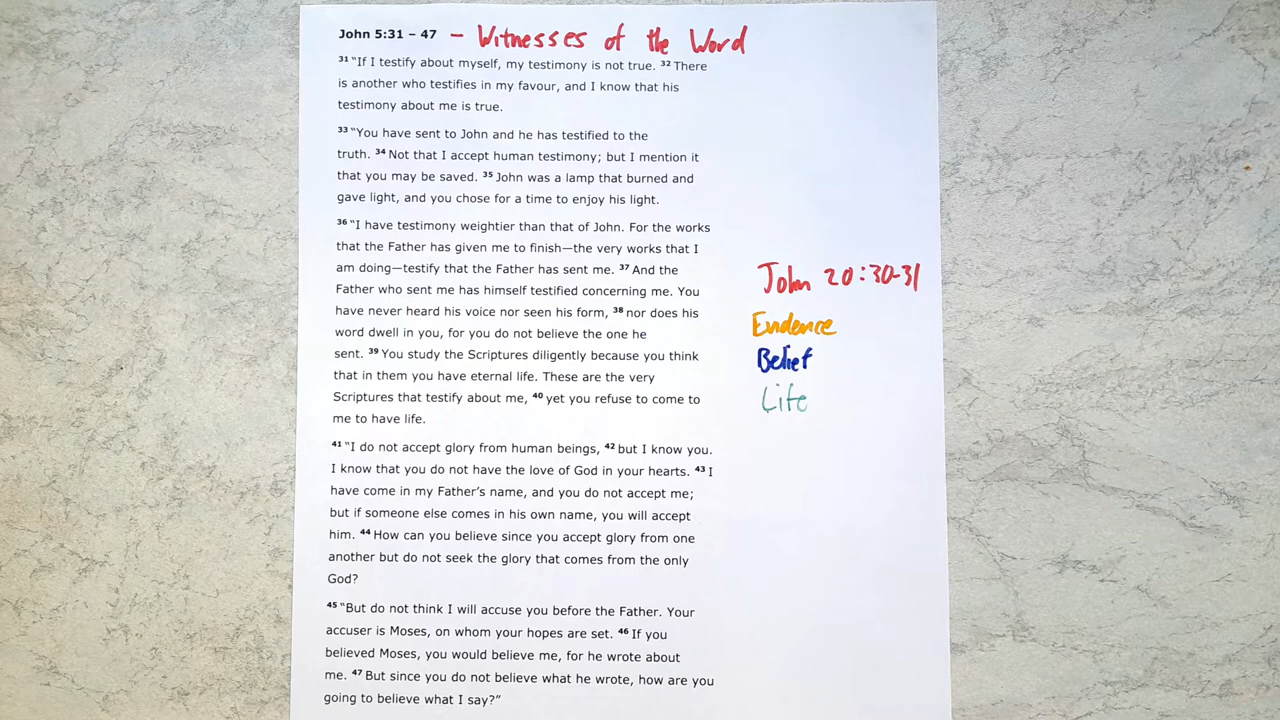 John 5:31 – 47 – Witnesses of the Word
31 "If I testify about myself, my testimony is not true. 32 There
is another who testifies in my favour, and I know that his
testimony about me is true.
33 "You have sent to John and he has testified to the
truth. 34 Not that I accept human testimony; but I mention it
that you may be saved. 35 John was a lamp that burned and
gave light, and you chose for a time to enjoy his light.
36 "I have testimony weightier than that of John. For the works
that the Father has given me to finish—the very works that I
am doing—testify that the Father has sent me. 37 And the
Father who sent me has himself testified concerning me. You
have never heard his voice nor seen his form, 38 nor does his
word dwell in you, for you do not believe the one he
sent. 39 You study the Scriptures diligently because you think
that in them you have eternal life. These are the very
Scriptures that testify about me, 40 yet you refuse to come to
me to have life.
41 "I do not accept glory from human beings, 42 but I know you.
I know that you do not have the love of God in your hearts. 43 I
have come in my Father's name, and you do not accept me;
but if someone else comes in his own name, you will accept
him. 44 How can you believe since you accept glory from one
another but do not seek the glory that comes from the only
God?
45 "But do not think I will accuse you before the Father. Your
accuser is Moses, on whom your hopes are set. 46 If you
believed Moses, you would believe me, for he wrote about
me. 47 But since you do not believe what he wrote, how are you
going to believe what I say?"
John 20:30-31
Evidence
Belief
Life